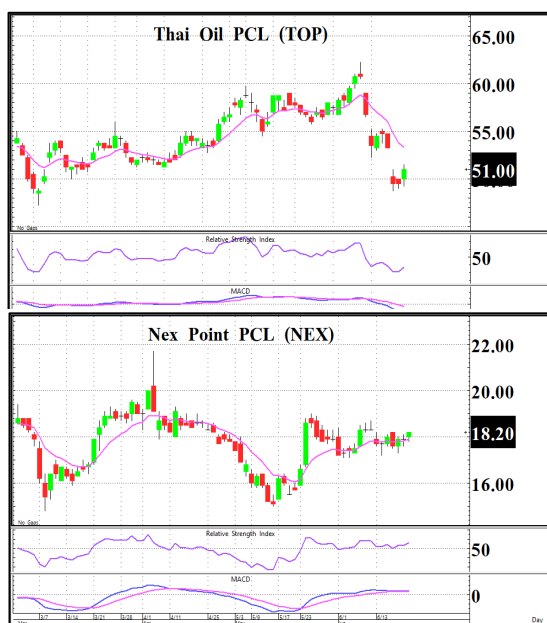 Thai Oil PCL (TOP)
65.00
60.00
55.00
51.00
No Gaps
Relative Strength Index
50
MACD
Nex Point PCL (NEX)
22.00
20.00
18.20
16.00
No Gaps
Relative Strength Index
50
MACD
0
3/7 3/14 3/21 3/28 4/1 4/11 4/25 5/3 5/9 5/17 5/23 6/1 6/13 Day